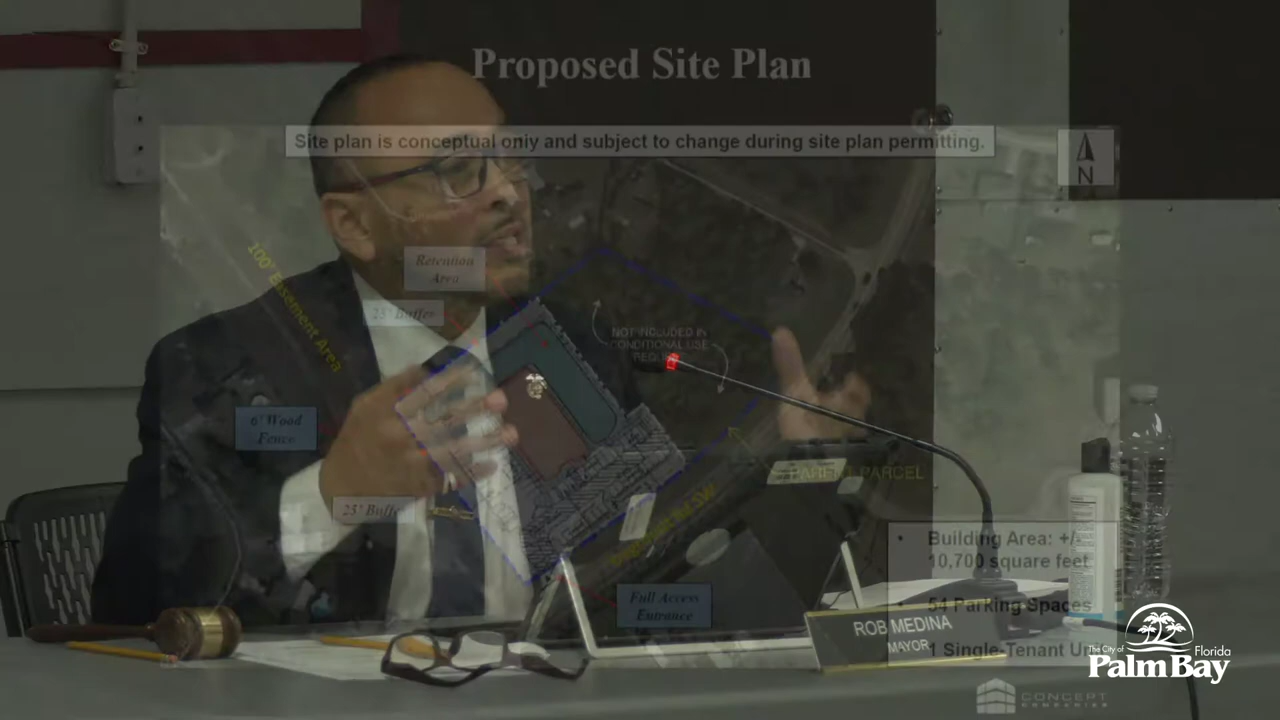 Proposed Site Plan
Site plan is conceptual only and subject to change during site plan permitting.
N
100' Easement Area
Retention
Area
25' Buffer
NOT INCLUDED IN
CONDITIONAL USE
REQUEST
6' Wood
Fence
PARENT PARCEL
25' Buffer
SW
Full Access
Entrance
• Building Area: +/-
10,700 square feet
• 54 Parking Spaces
1 Single-Tenant
ROB MEDINA
MAYOR
The City of
Palm Bay
Florida
CONCEPT
COMPANIES